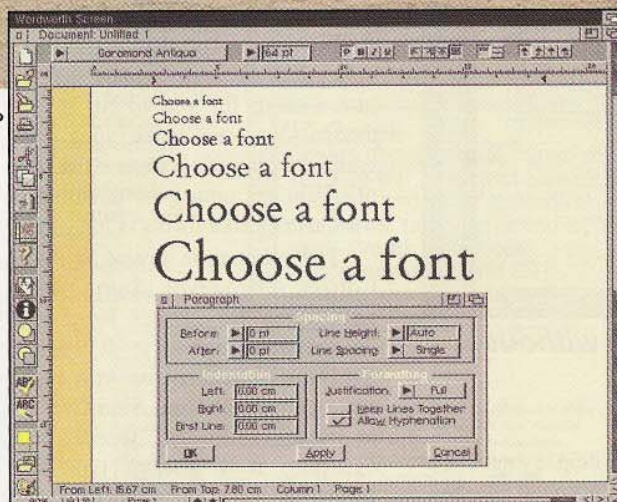 Wordworth Screen
Document: Untitled 1
Garamond Antiqua 64 pt P B I U
Choose a font
Choose a font
Choose a font
Choose a font
Choose a font
Choose a font
Paragraph
Spacing
Before: 0 pt Line Height: Auto
After: 0 pt Line Spacing: Single
Indentation Formatting
Left: 0.00 cm Justification: Full
Right: 0.00 cm Keep Lines Together
First Line: 0.00 cm Allow Hyphenation
OK Apply Cancel
ABC
From Left: 15.67 cm From Top: 7.80 cm Column 1 Page 1
without